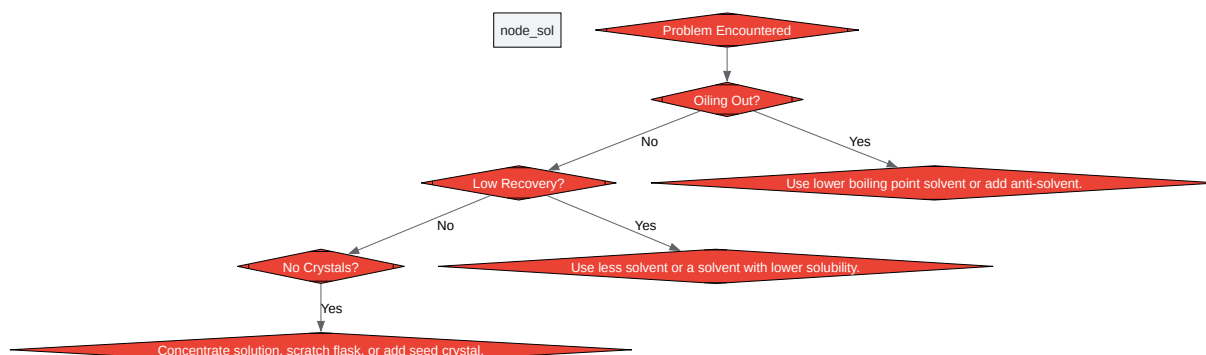 node_sol
Problem Encountered
Oiling Out?
No
Yes
Low Recovery?
Use lower boiling point solvent or add anti-solvent.
No
Yes
No Crystals?
Use less solvent or a solvent with lower solubility.
Yes
Concentrate solution, scratch flask, or add seed crystal.